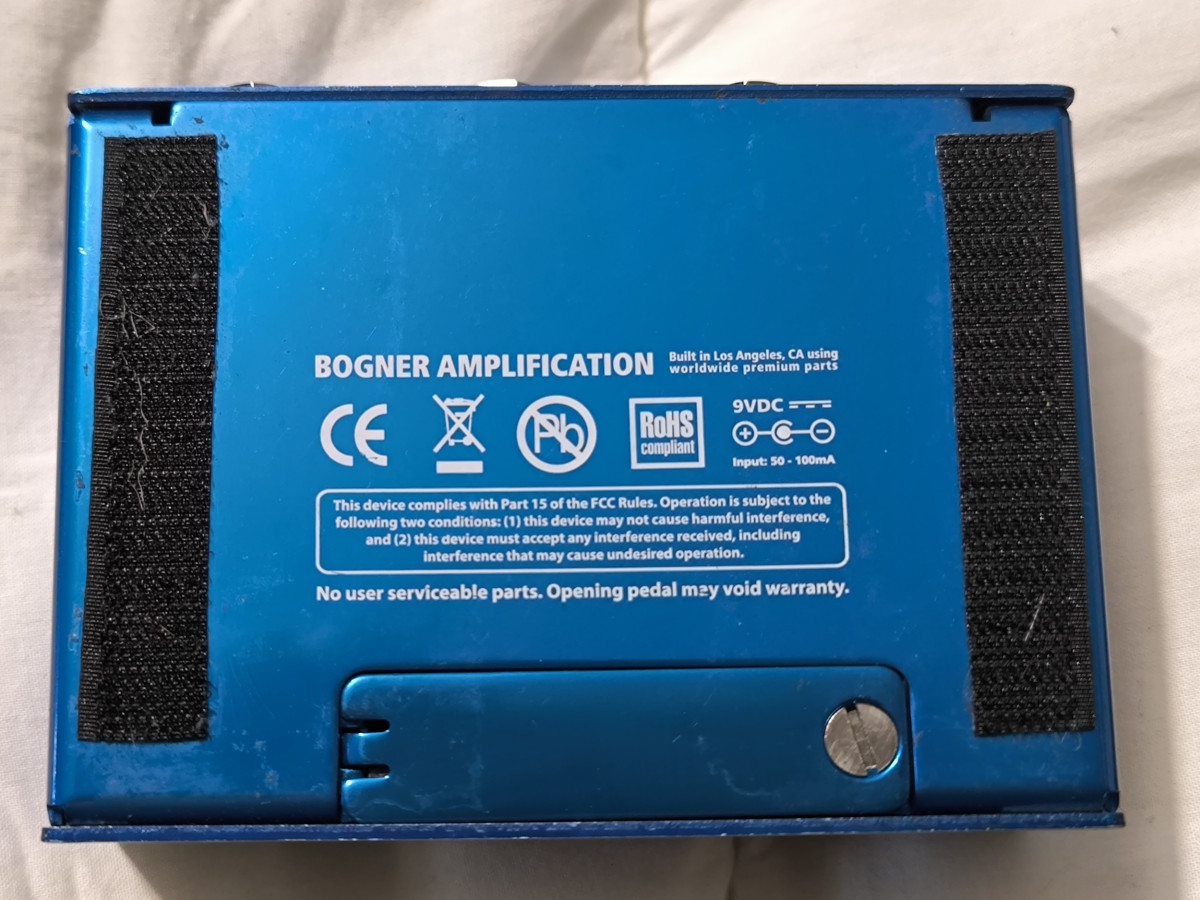 BOGNER AMPLIFICATION
Built in Los Angeles, CA using
worldwide premium parts
CE
Pb
RoHS
compliant
9VDC
+ -
Input: 50 - 100mA
This device complies with Part 15 of the FCC Rules. Operation is subject to the
following two conditions: (1) this device may not cause harmful interference,
and (2) this device must accept any interference received, including
interference that may cause undesired operation.
No user serviceable parts. Opening pedal may void warranty.